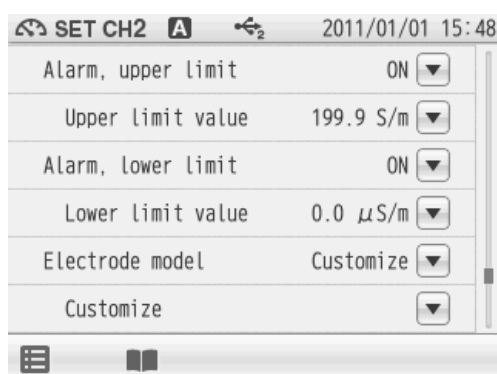 SET CH2 A 2 2011/01/01 15:48
Alarm, upper limit ON
Upper limit value 199.9 S/m
Alarm, lower limit ON
Lower limit value 0.0 μS/m
Electrode model Customize
Customize